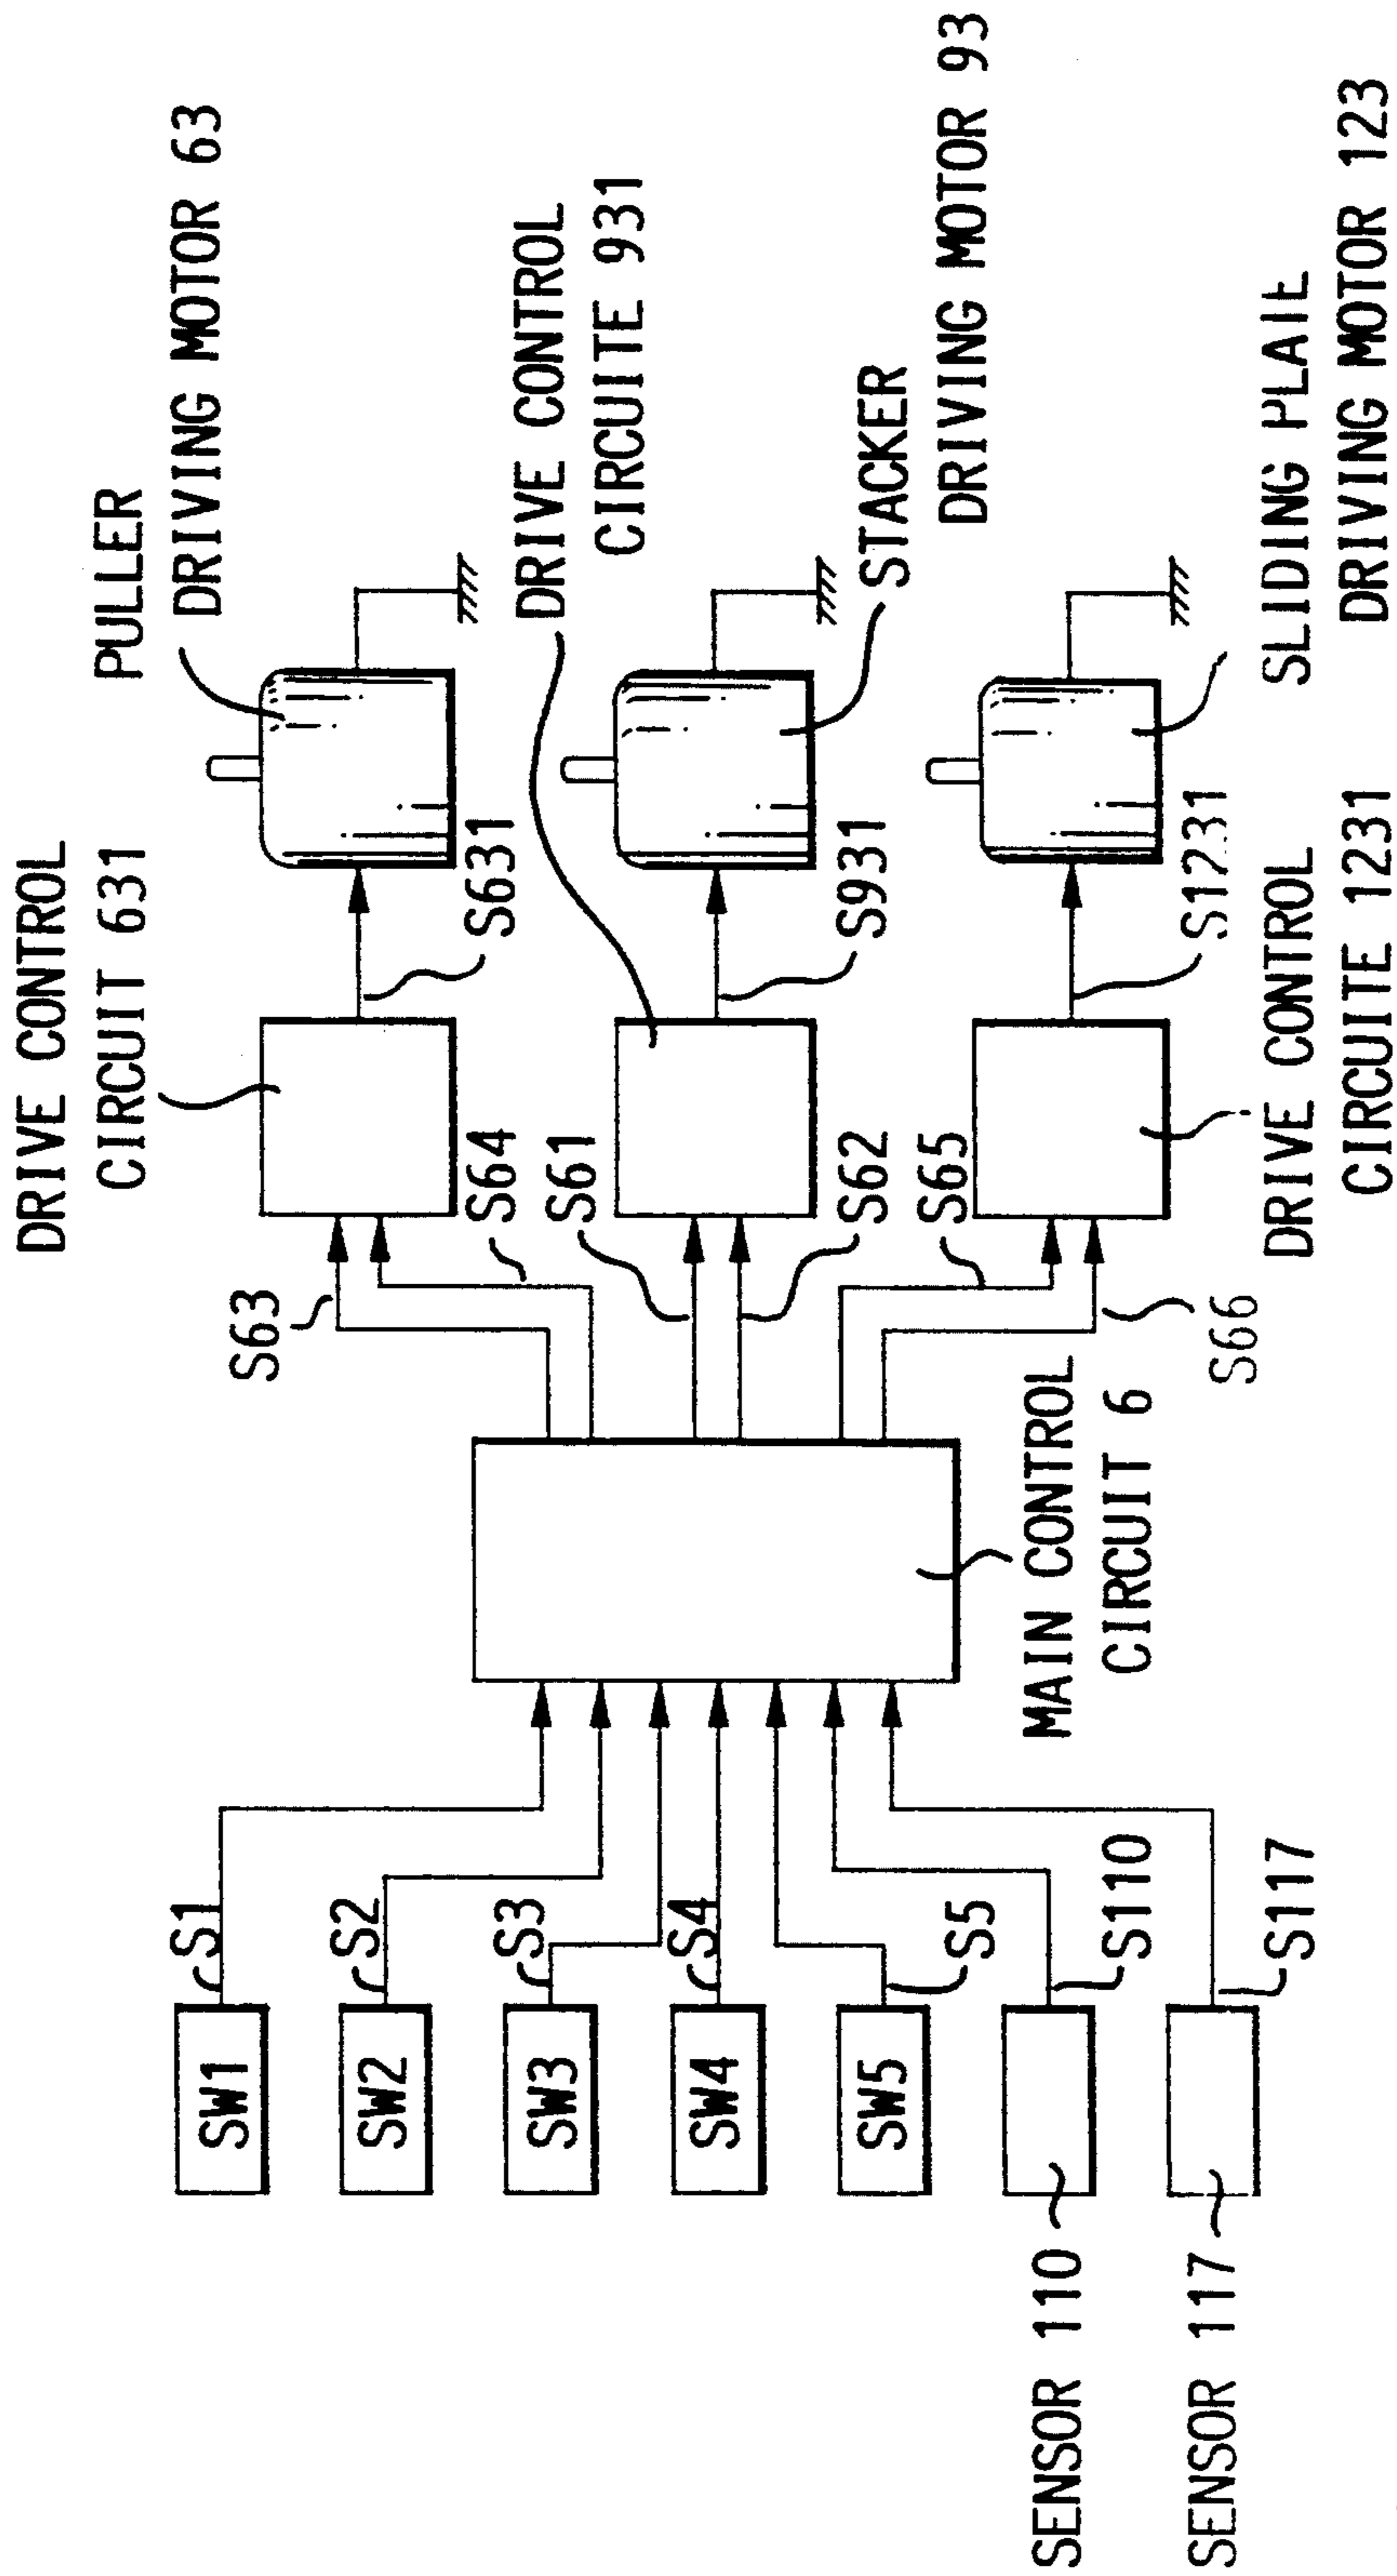 DRIVE CONTROL
CIRCUIT 631
PULLER
DRIVING MOTOR 63
S63
S64
S631
DRIVE CONTROL
CIRCUITE 931
S61
S62
S931
STACKER
DRIVING MOTOR 93
S65
S66
S1231
DRIVE CONTROL
CIRCUITE 1231
SLIDING PLATE
DRIVING MOTOR 123
MAIN CONTROL
CIRCUIT 6
SW1
S1
SW2
S2
SW3
S3
SW4
S4
SW5
S5
SENSOR 110
S110
SENSOR 117
S117